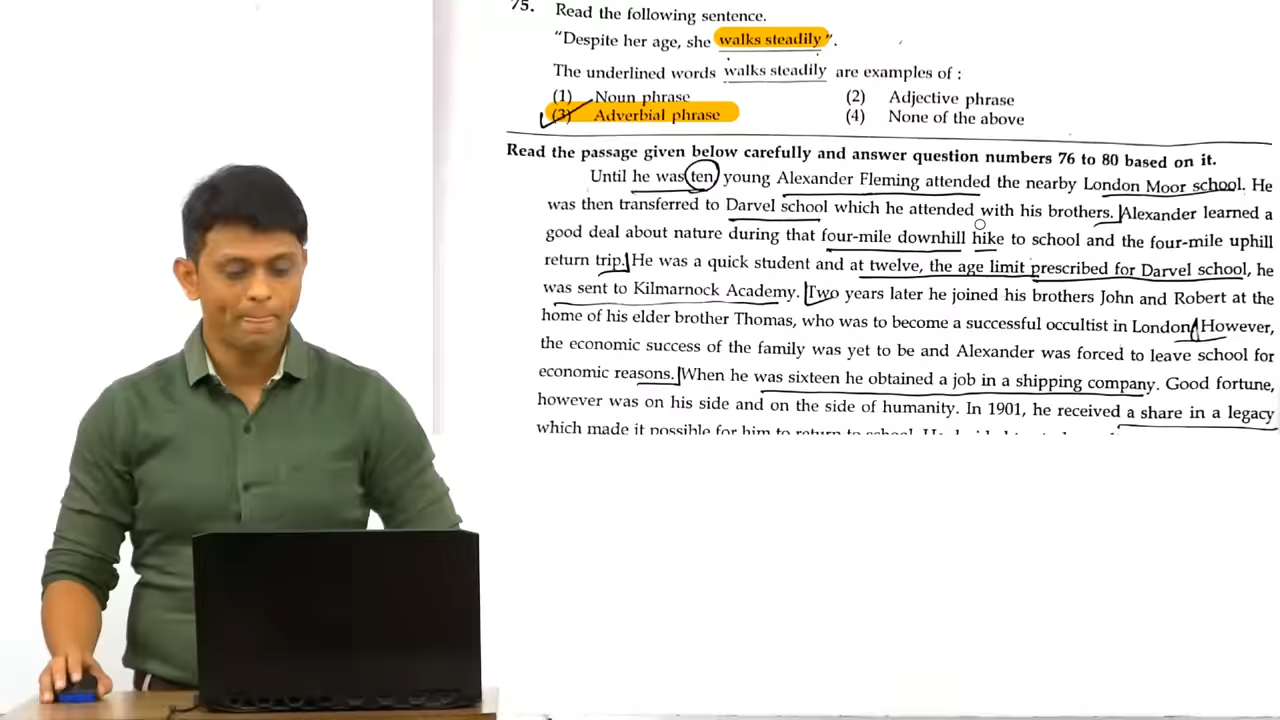 75. Read the following sentence.
"Despite her age, she walks steadily".
The underlined words walks steadily are examples of :
(1) Noun phrase (2) Adjective phrase
(3) Adverbial phrase (4) None of the above
Read the passage given below carefully and answer question numbers 76 to 80 based on it.
Until he was ten, young Alexander Fleming attended the nearby London Moor school. He
was then transferred to Darvel school which he attended with his brothers. Alexander learned a
good deal about nature during that four-mile downhill hike to school and the four-mile uphill
return trip. He was a quick student and at twelve, the age limit prescribed for Darvel school, he
was sent to Kilmarnock Academy. Two years later he joined his brothers John and Robert at the
home of his elder brother Thomas, who was to become a successful occultist in London. However,
the economic success of the family was yet to be and Alexander was forced to leave school for
economic reasons. When he was sixteen he obtained a job in a shipping company. Good fortune,
however was on his side and on the side of humanity. In 1901, he received a share in a legacy
which made it possible for him to return to school.